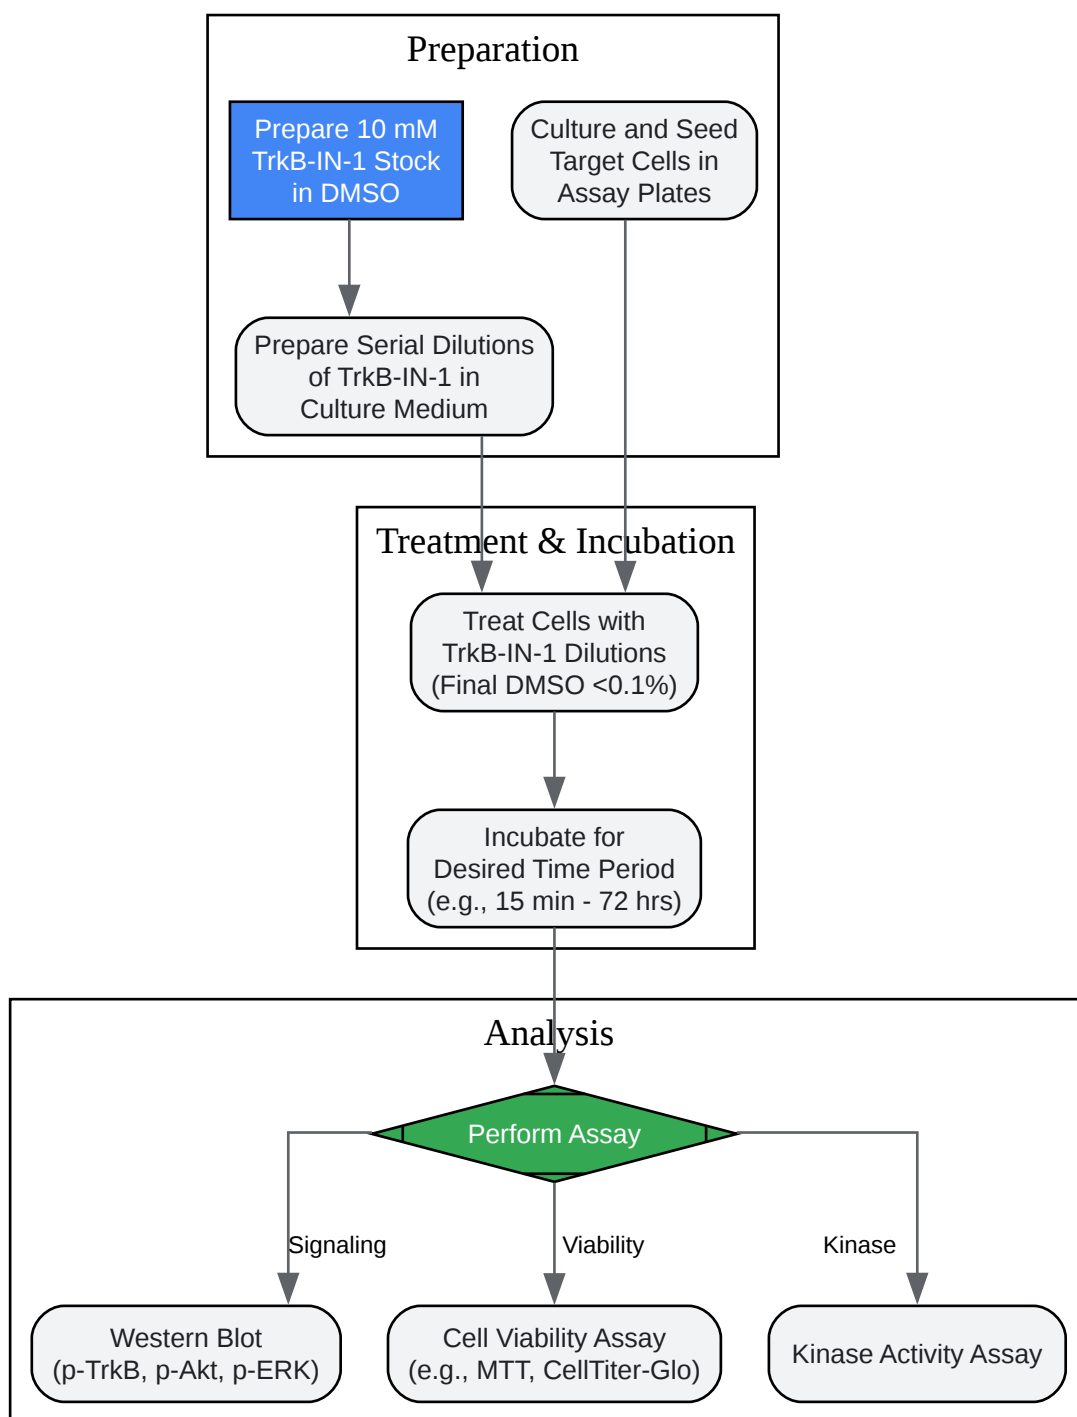 Preparation
Prepare 10 mM
TrkB-IN-1 Stock
in DMSO
Culture and Seed
Target Cells in
Assay Plates
Prepare Serial Dilutions
of TrkB-IN-1 in
Culture Medium
Treatment & Incubation
Treat Cells with
TrkB-IN-1 Dilutions
(Final DMSO <0.1%)
Incubate for
Desired Time Period
(e.g., 15 min - 72 hrs)
Analysis
Perform Assay
Signaling
Viability
Kinase
Western Blot
(p-TrkB, p-Akt, p-ERK)
Cell Viability Assay
(e.g., MTT, CellTiter-Glo)
Kinase Activity Assay